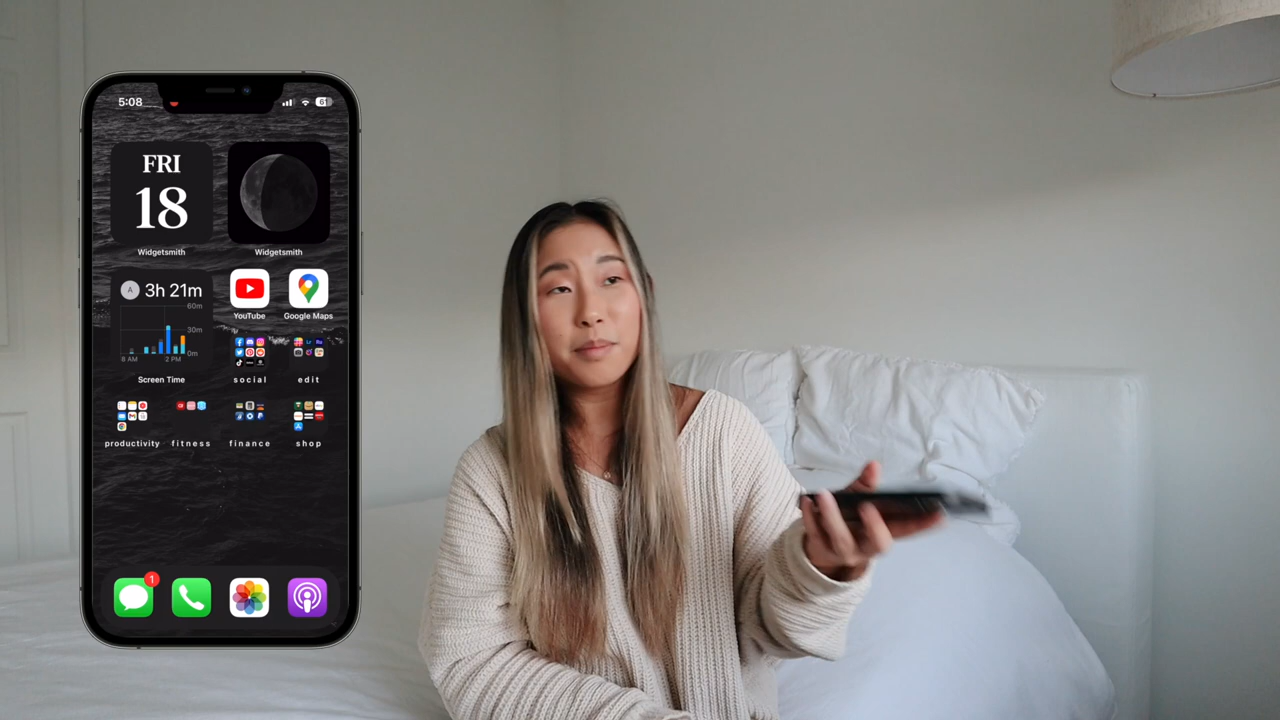 5:08
61
FRI
18
Widgetsmith
Widgetsmith
A 3h 21m
60m
30m
0m
8 AM
2 PM
Screen Time
YouTube
Google Maps
social
edit
productivity
fitness
finance
shop
1